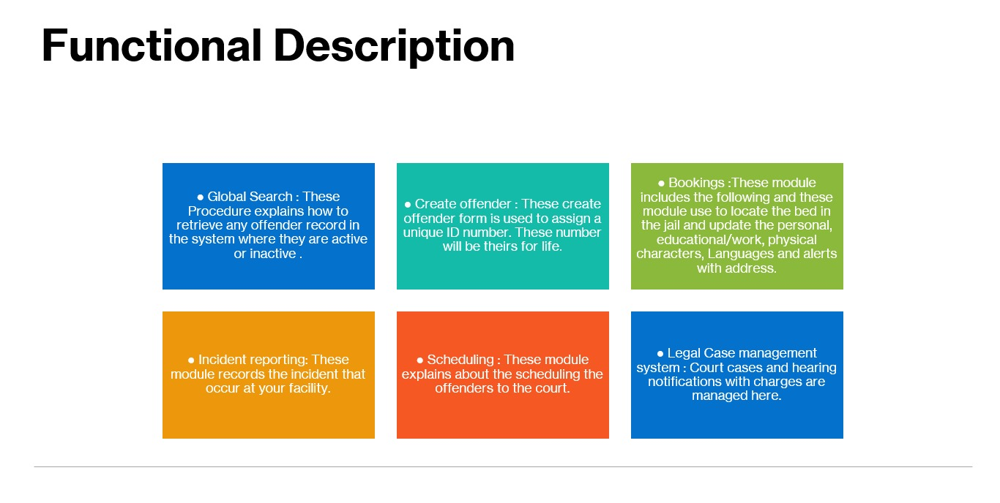 Functional Description
● Global Search : These
Procedure explains how to
retrieve any offender record in
the system where they are active
or inactive .
● Create offender : These create
offender form is used to assign a
unique ID number. These number
will be theirs for life.
● Bookings :These module
includes the following and these
module use to locate the bed in
the jail and update the personal,
educational/work, physical
characters, Languages and alerts
with address.
● Incident reporting: These
module records the incident that
occur at your facility.
● Scheduling : These module
explains about the scheduling the
offenders to the court.
● Legal Case management
system : Court cases and hearing
notifications with charges are
managed here.